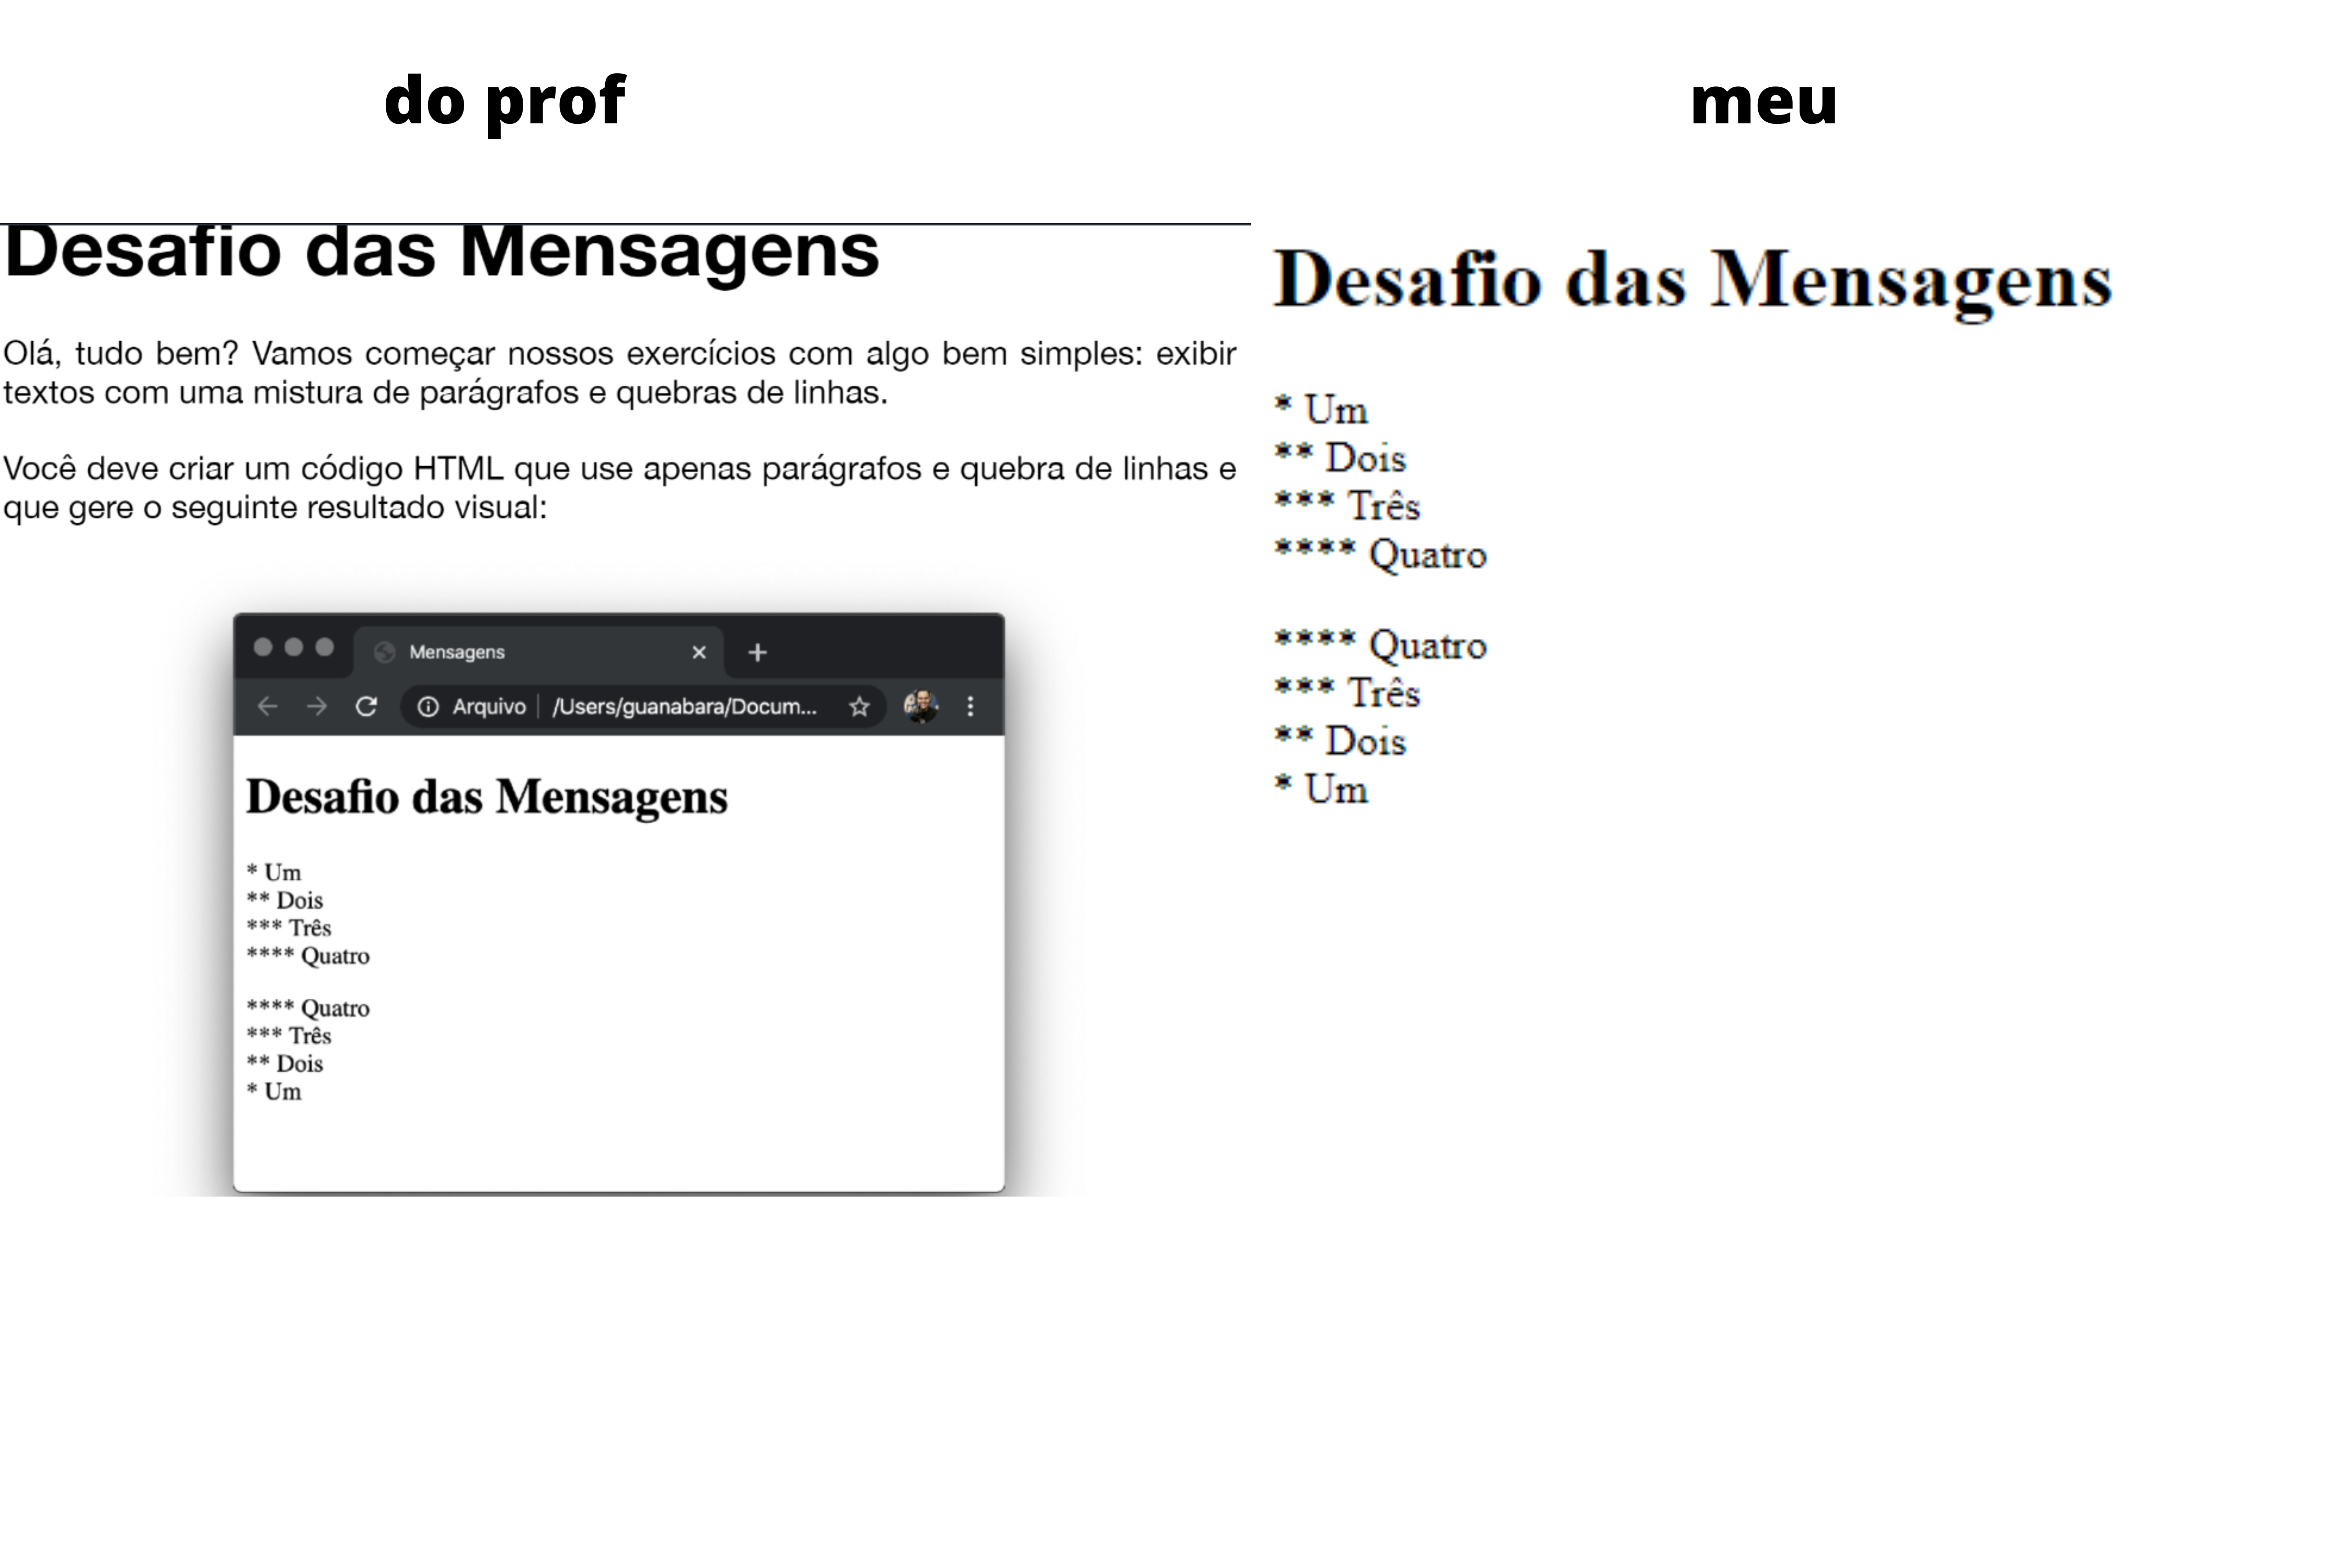 do prof
Desafio das Mensagens
Olá, tudo bem? Vamos começar nossos exercícios com algo bem simples: exibir
textos com uma mistura de parágrafos e quebras de linhas.
Você deve criar um código HTML que use apenas parágrafos e quebra de linhas e
que gere o seguinte resultado visual:
Mensagens
Arquivo /Users/guanabara/Docum...
Desafio das Mensagens
* Um
** Dois
*** Três
**** Quatro
**** Quatro
*** Três
** Dois
* Um
meu
Desafio das Mensagens
* Um
** Dois
*** Três
**** Quatro
**** Quatro
*** Três
** Dois
* Um